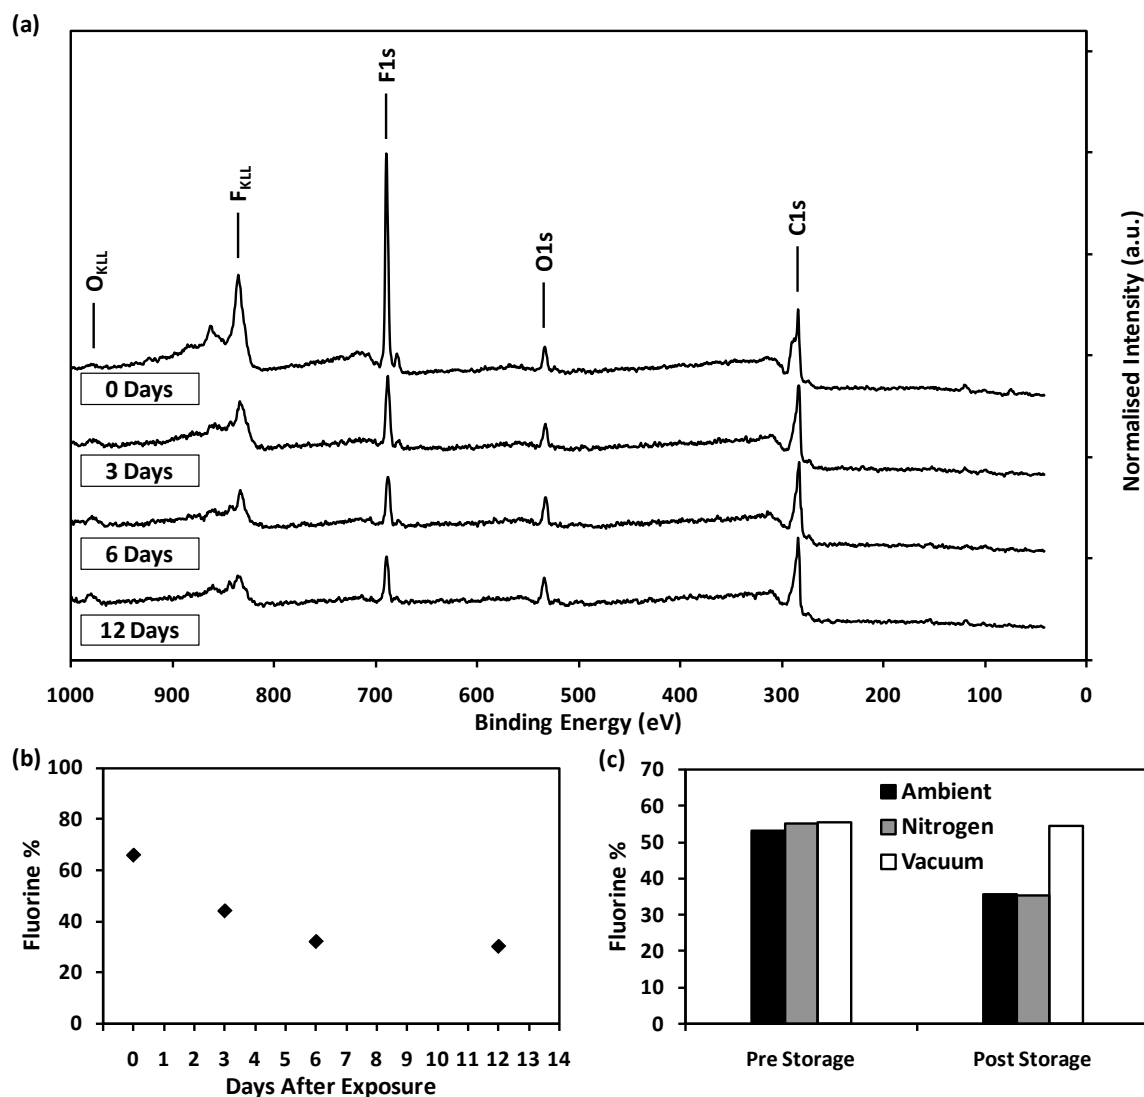 (a)
O_KLL
F_KLL
F1s
O1s
C1s
0 Days
3 Days
6 Days
12 Days
Normalised Intensity (a.u.)
1000 900 800 700 600 500 400 300 200 100 0
Binding Energy (eV)
(b)
100
80
60
40
20
0
Fluorine %
0 1 2 3 4 5 6 7 8 9 10 11 12 13 14
Days After Exposure
(c)
70
60
50
40
30
20
10
0
Fluorine %
Ambient
Nitrogen
Vacuum
Pre Storage Post Storage